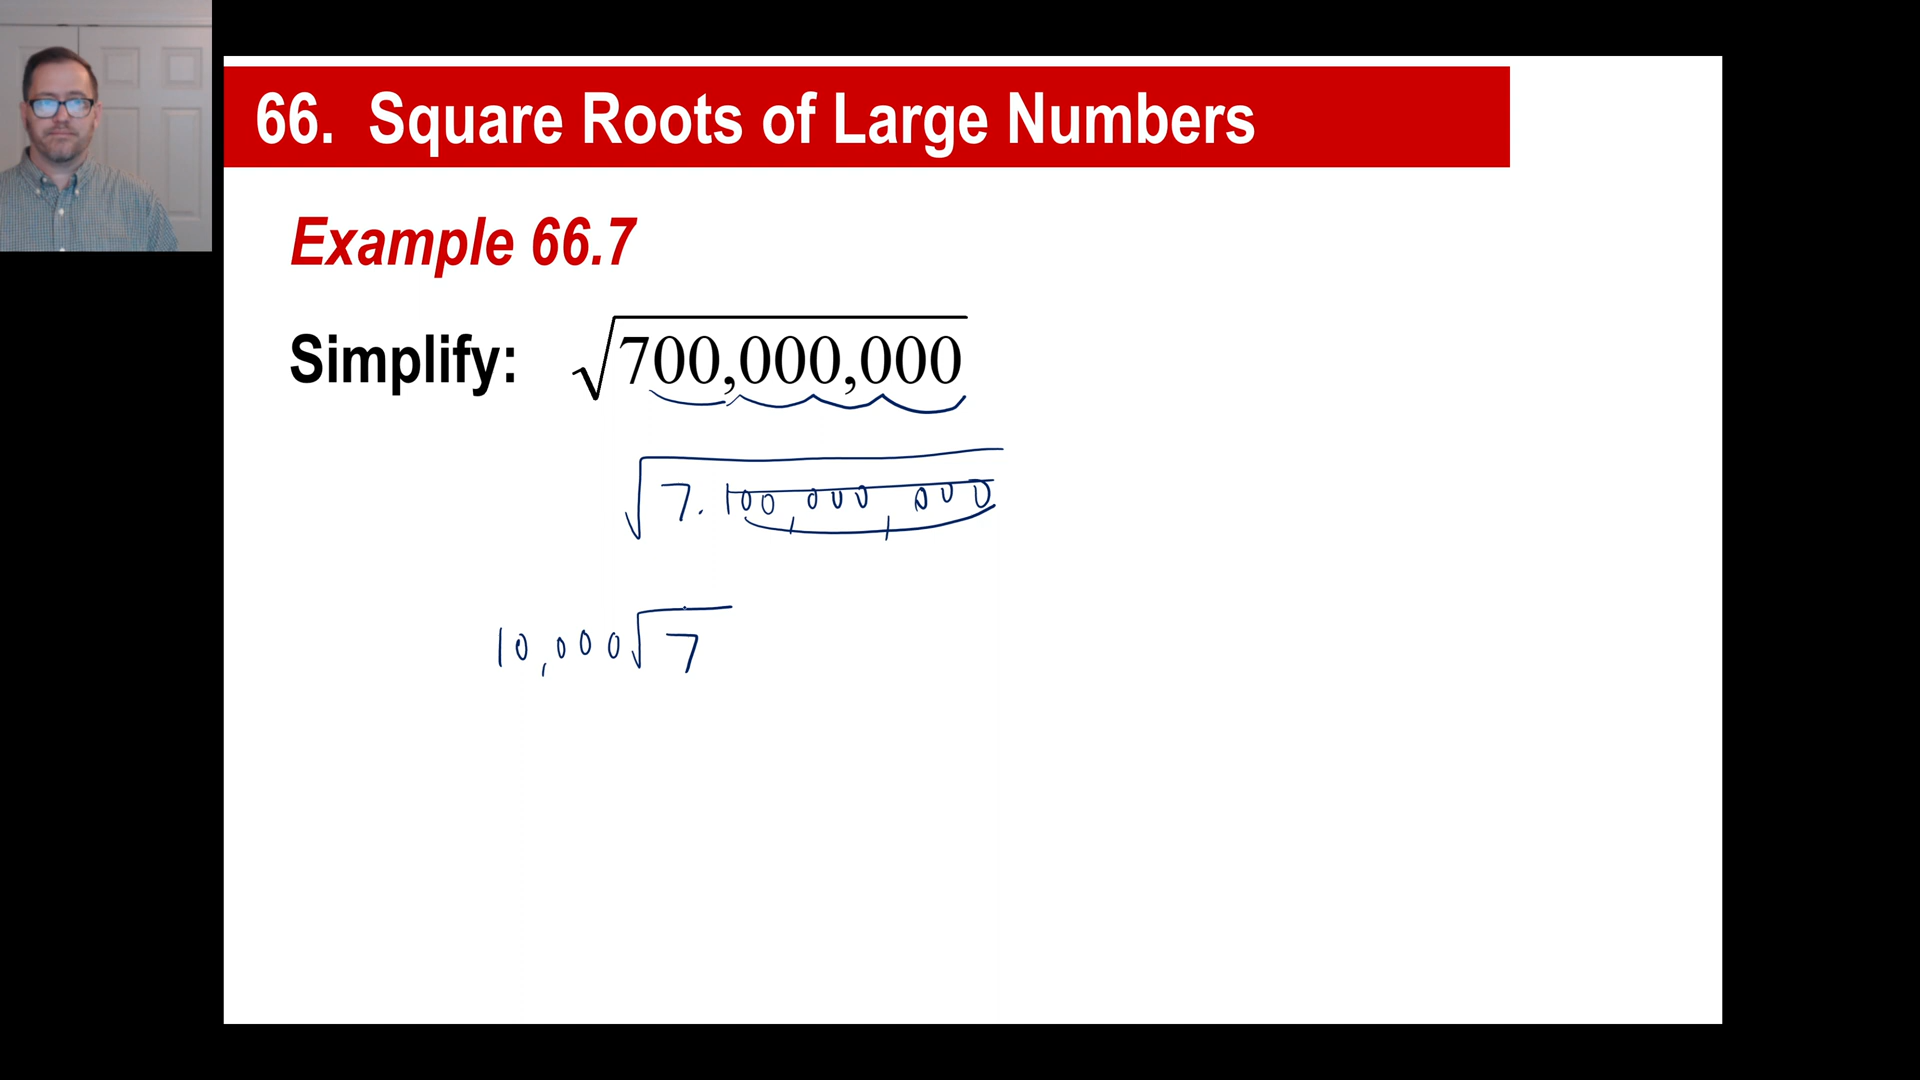 66. Square Roots of Large Numbers
Example 66.7
Simplify: √700,000,000
√7·100,000,000
10,000√7